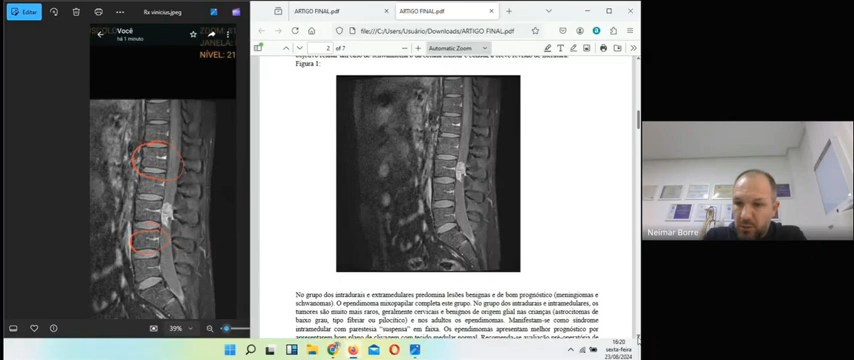 Editar
Rx vinicius.jpeg
Você
há 1 minuto
NÍVEL: 21
39%
ARTIGO FINAL.pdf
ARTIGO FINAL.pdf
file:///C:/Users/Usuário/Downloads/ARTIGO FINAL.pdf
2 of 7
Automatic Zoom
Figura 1:
No grupo dos intradurais e extramedulares predomina lesões benignas e de bom prognóstico (meningiomas e
schwanomas). O ependimoma mixopapilar completa este grupo. No grupo dos intradurais e intramedulares, os
tumores são muito mais raros, geralmente cervicais e benignos de origem glial nas crianças (astrocitomas de
baixo grau, tipo fibriar ou pilocítico) e nos adultos os ependimomas. Manifestam-se como síndrome
intramedular com parestesia "suspensa" em faixa. Os ependimomas apresentam melhor prognóstico por
Neimar Borre
16:20
sexta-feira
23/08/2024